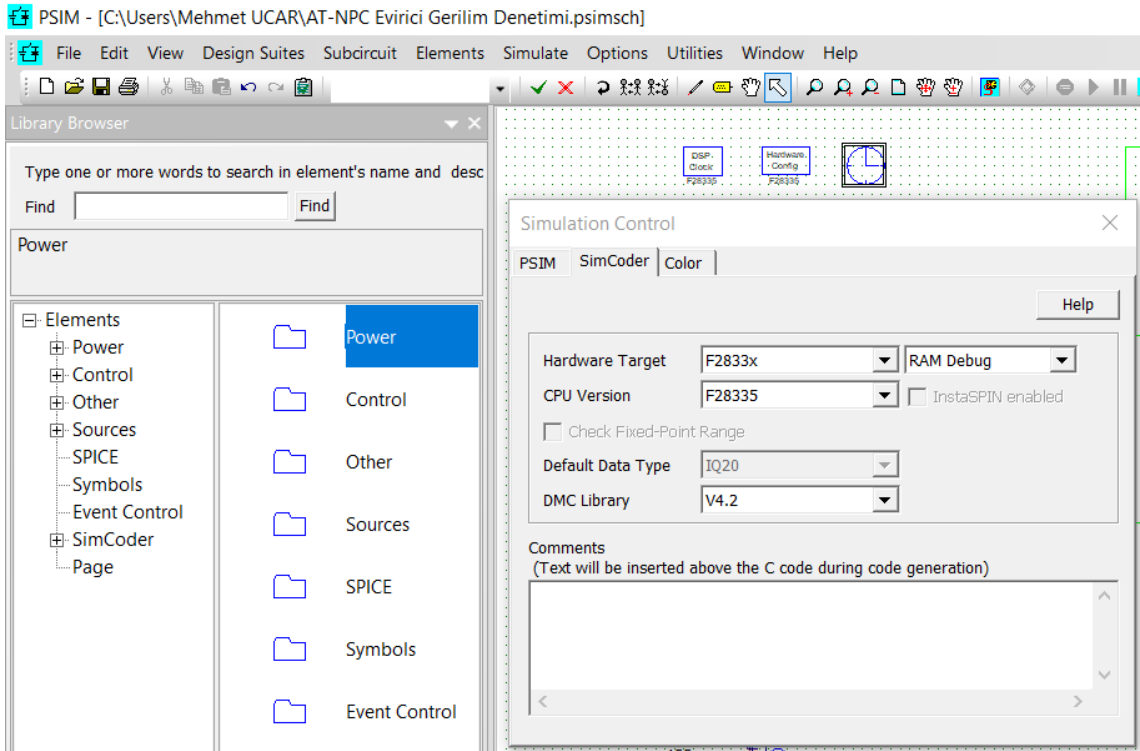 PSIM - [C:\Users\Mehmet UCAR\AT-NPC Evirici Gerilim Denetimi.psimsch]
File Edit View Design Suites Subcircuit Elements Simulate Options Utilities Window Help
Library Browser
Type one or more words to search in element's name and desc
Find
Find
Power
Elements
Power
Control
Other
Sources
SPICE
Symbols
Event Control
SimCoder
Page
Power
Control
Other
Sources
SPICE
Symbols
Event Control
DSP
Clock
F28335
Hardware
Config
F28335
Simulation Control
PSIM SimCoder Color
Help
Hardware Target F2833x RAM Debug
CPU Version F28335 InstaSPIN enabled
Check Fixed-Point Range
Default Data Type IQ20
DMC Library V4.2
Comments
(Text will be inserted above the C code during code generation)